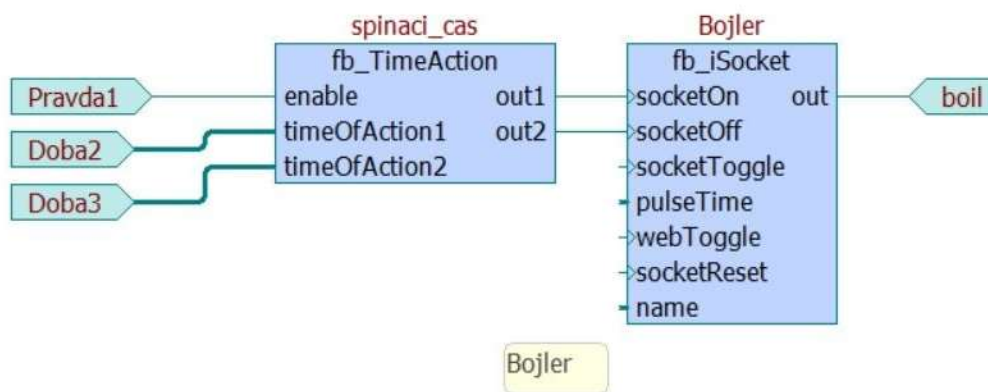 spinaci_cas
Bojler
fb_TimeAction
fb_iSocket
Pravda1
enable
out1
socketOn
out
boil
Doba2
timeOfAction1
out2
socketOff
timeOfAction2
socketToggle
Doba3
pulseTime
webToggle
socketReset
name
Bojler